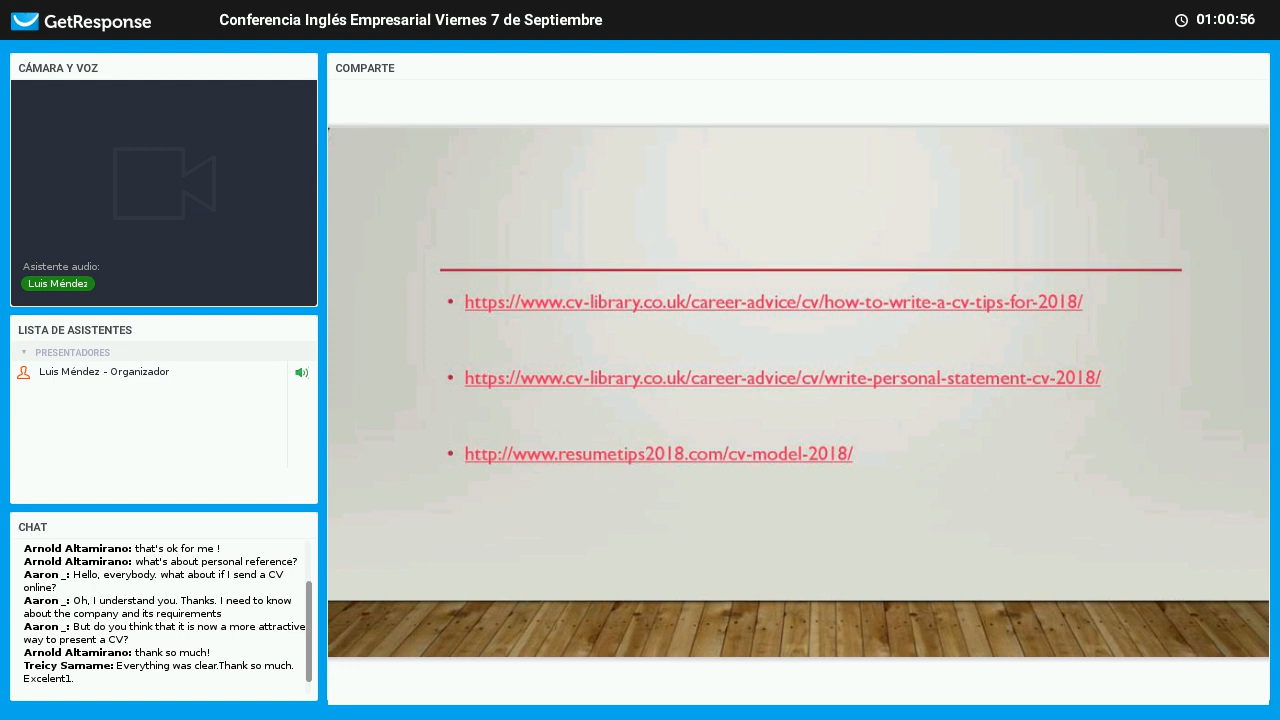 GetResponse
Conferencia Inglés Empresarial Viernes 7 de Septiembre
01:00:56
CÁMARA Y VOZ
Asistente audio:
Luis Méndez
LISTA DE ASISTENTES
PRESENTADORES
Luis Méndez - Organizador
CHAT
Arnold Altamirano: that's ok for me !
Arnold Altamirano: what's about personal reference?
Aaron _: Hello, everybody. what about if I send a CV
online?
Aaron _: Oh, I understand you. Thanks. I need to know
about the company and its requirements
Aaron _: But do you think that it is now a more attractive
way to present a CV?
Arnold Altamirano: thank so much!
Treicy Samame: Everything was clear.Thank so much.
Excelent1.
COMPARTE
• https://www.cv-library.co.uk/career-advice/cv/how-to-write-a-cv-tips-for-2018/
• https://www.cv-library.co.uk/career-advice/cv/write-personal-statement-cv-2018/
• http://www.resumetips2018.com/cv-model-2018/